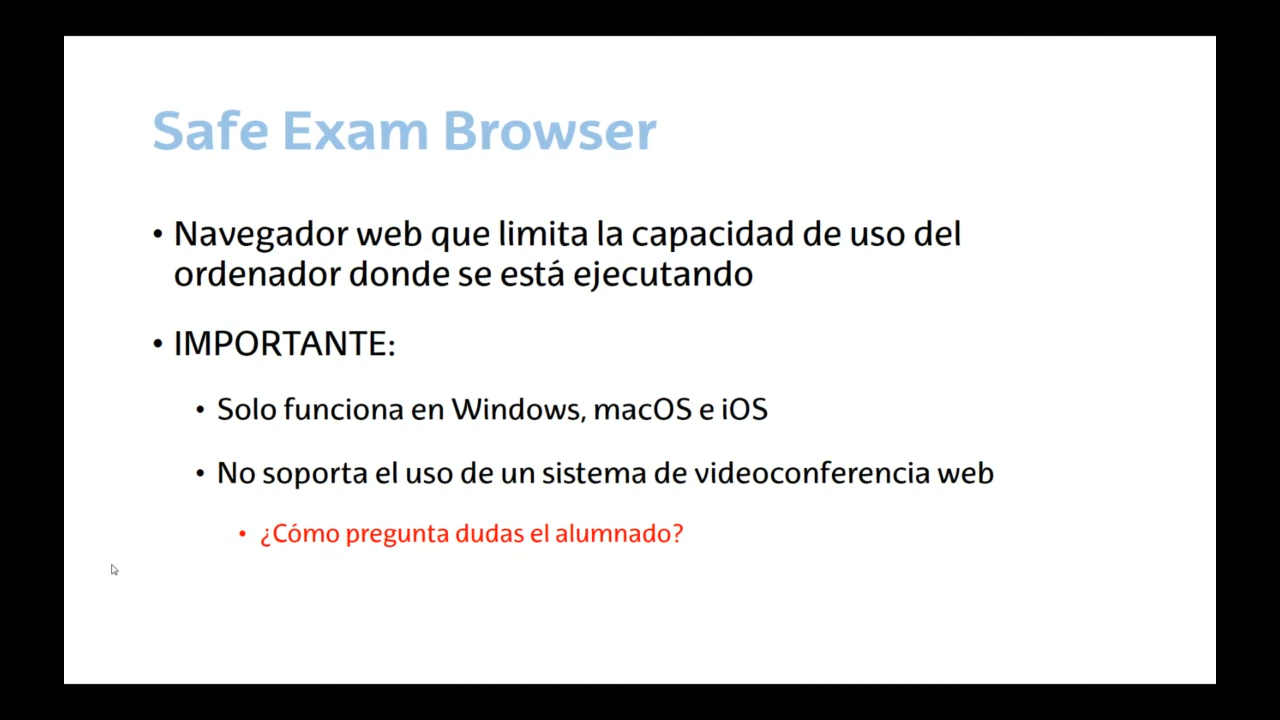 Safe Exam Browser
• Navegador web que limita la capacidad de uso del
ordenador donde se está ejecutando
• IMPORTANTE:
• Solo funciona en Windows, macOS e iOS
• No soporta el uso de un sistema de videoconferencia web
• ¿Cómo pregunta dudas el alumnado?